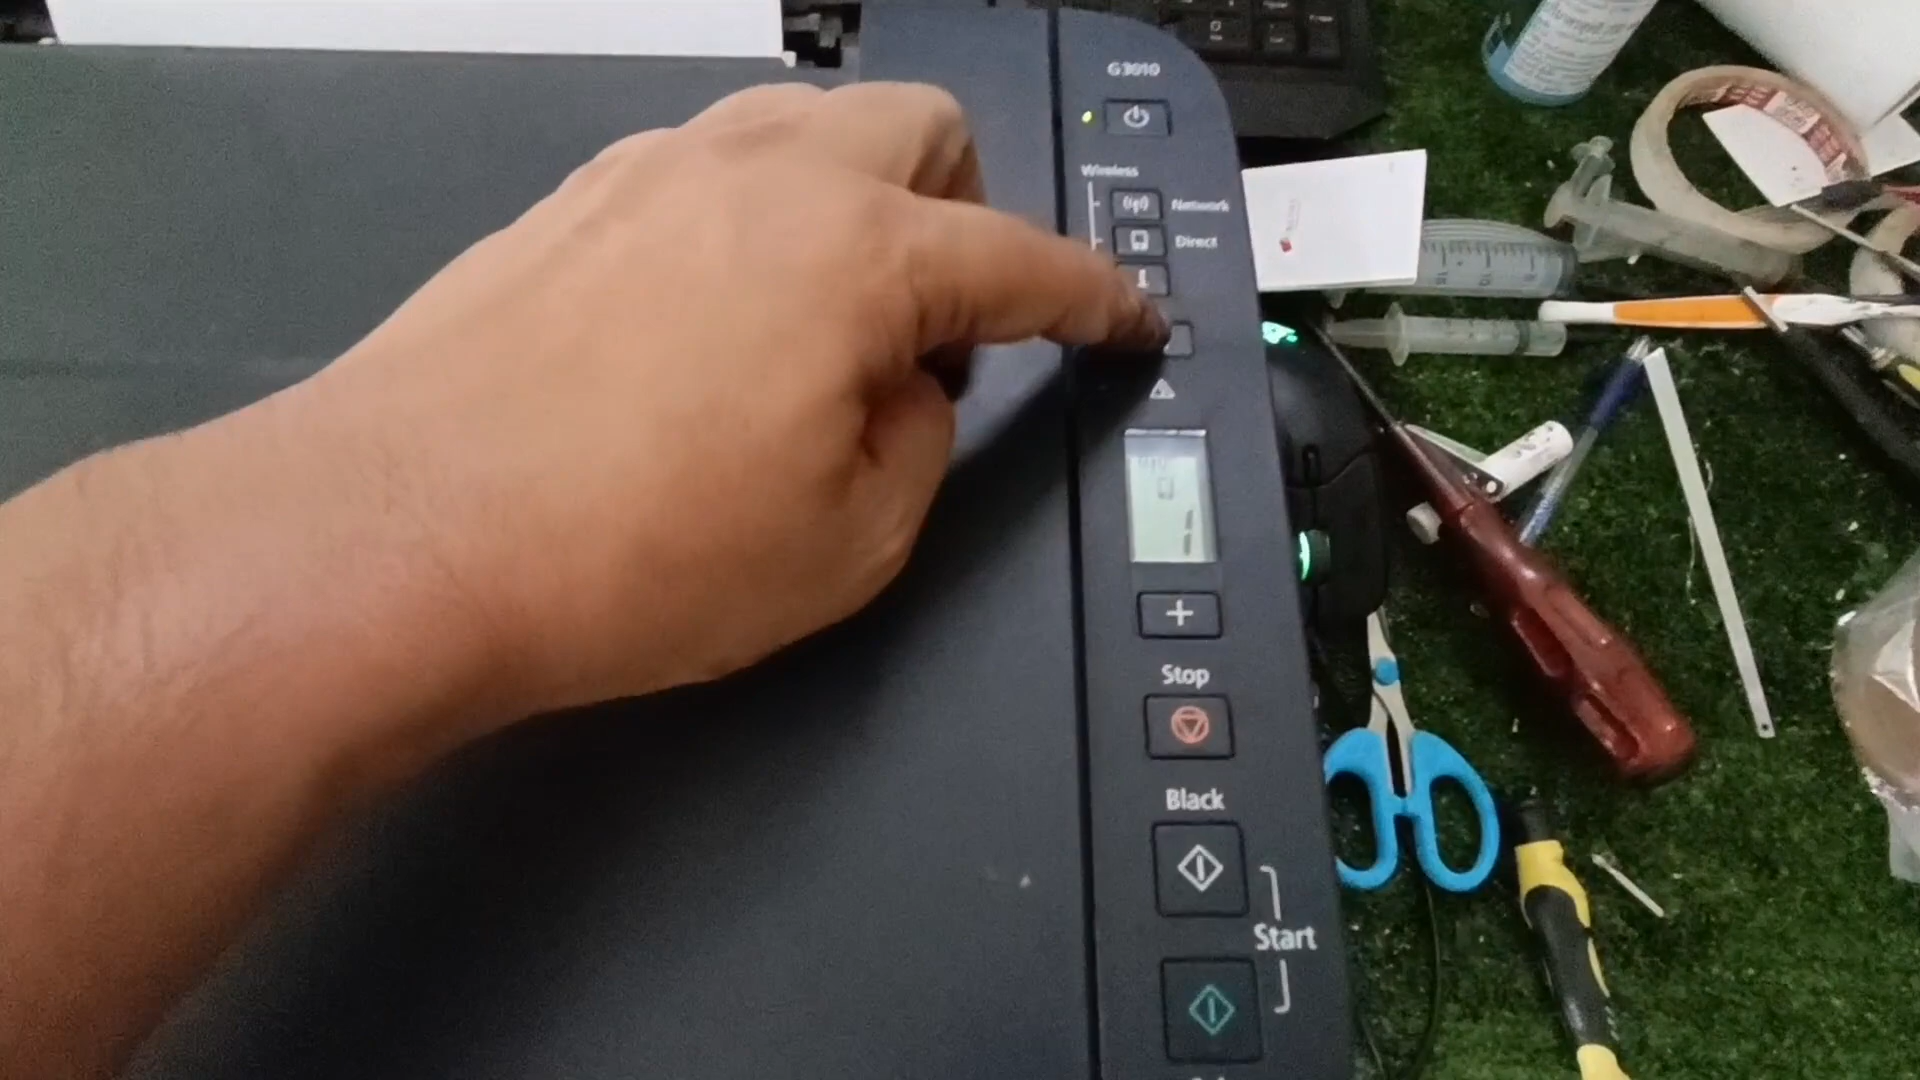 G3010
Wireless
Network
Direct
Stop
Black
Start